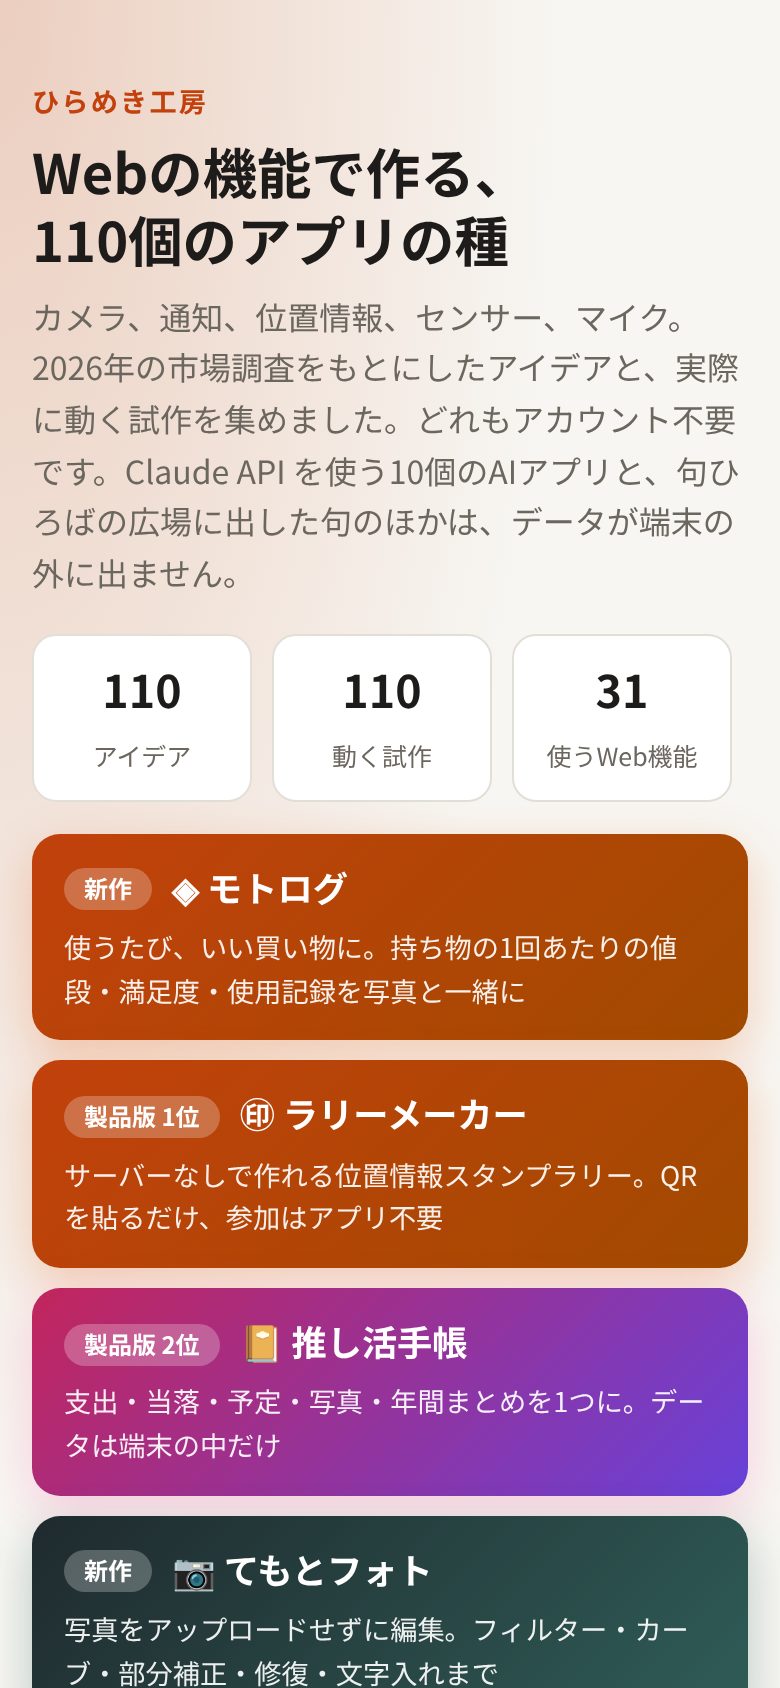 ひらめき工房
Webの機能で作る、
110個のアプリの種
カメラ、通知、位置情報、センサー、マイク。
2026年の市場調査をもとにしたアイデアと、実際
に動く試作を集めました。どれもアカウント不要
です。Claude API を使う10個のAIアプリと、句ひ
ろばの広場に出した句のほかは、データが端末の
外に出ません。
110
アイデア
110
動く試作
31
使うWeb機能
新作 ◈ モトログ
使うたび、いい買い物に。持ち物の1回あたりの値
段・満足度・使用記録を写真と一緒に
製品版 1位 ㊞ ラリーメーカー
サーバーなしで作れる位置情報スタンプラリー。QR
を貼るだけ、参加はアプリ不要
製品版 2位 📔 推し活手帳
支出・当落・予定・写真・年間まとめを1つに。デー
タは端末の中だけ
新作 📷 てもとフォト
写真をアップロードせずに編集。フィルター・カー
ブ・部分補正・修復・文字入れまで